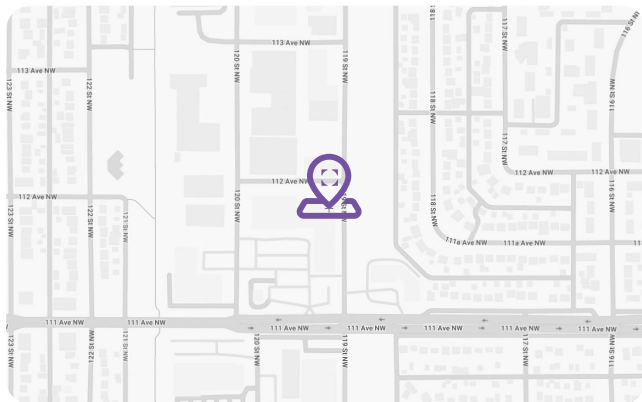 118 St
117 St NW
116 St NW
113 Ave NW
120 St NW
119 St NW
113 Ave NW
123 St NW
122 St NW
118 St NW
116 St NW
117 St NW
112 Ave NW
112 Ave NW
112 Ave NW
120 St NW
116 St NW
112 Ave NW
118 St NW
123 St NW
122 St NW
121 St NW
111a Ave NW
111a Ave NW
111 Ave NW
111 Ave NW
111 Ave NW
111 Ave NW
111 Ave NW
111 Ave NW
111 Ave NW
123 St NW
122 St NW
121 St NW
120 St NW
119 St NW
117 St NW
116 St NW